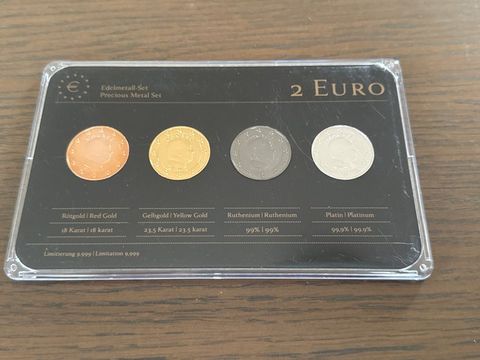 €
Edelmetall-Set
Precious Metal Set
2 EURO
Rotgold | Red Gold
18 Karat | 18 karat
Gelbgold | Yellow Gold
23,5 Karat | 23.5 karat
Ruthenium | Ruthenium
99% | 99%
Platin | Platinum
99,9% | 99.9%
Limitierung 9.999 | Limitation 9,999